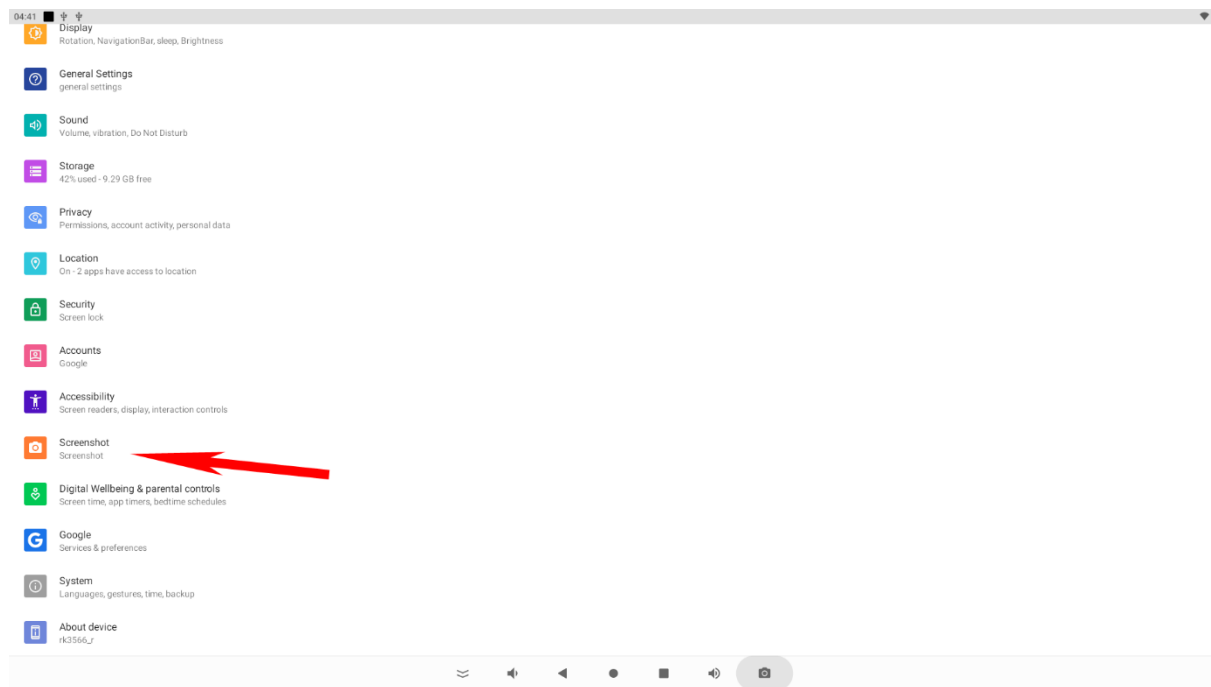 04:41
Display
Rotation, NavigationBar, sleep, Brightness
General Settings
general settings
Sound
Volume, vibration, Do Not Disturb
Storage
42% used - 9.29 GB free
Privacy
Permissions, account activity, personal data
Location
On - 2 apps have access to location
Security
Screen lock
Accounts
Google
Accessibility
Screen readers, display, interaction controls
Screenshot
Screenshot
Digital Wellbeing & parental controls
Screen time, app timers, bedtime schedules
Google
Services & preferences
System
Languages, gestures, time, backup
About device
rk3566_r